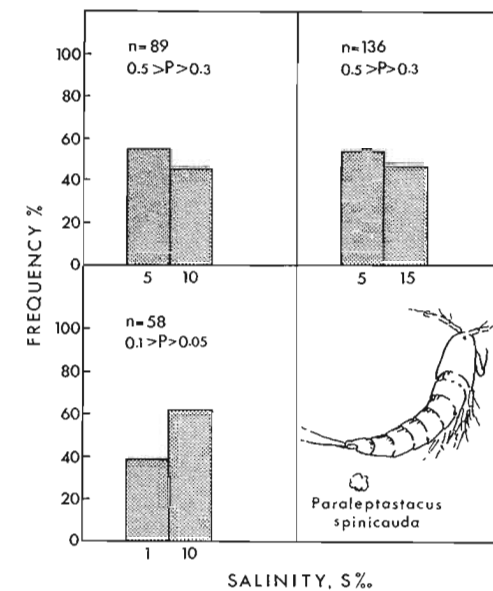 FREQUENCY %
100
80
60
40
20
0
n=89
0.5 >P>0.3
5 10
n=136
0.5 >P>0.3
5 15
100
80
60
40
20
0
n=58
0.1 >P>0.05
1 10
Paraleptastacus
spinicauda
SALINITY, S‰